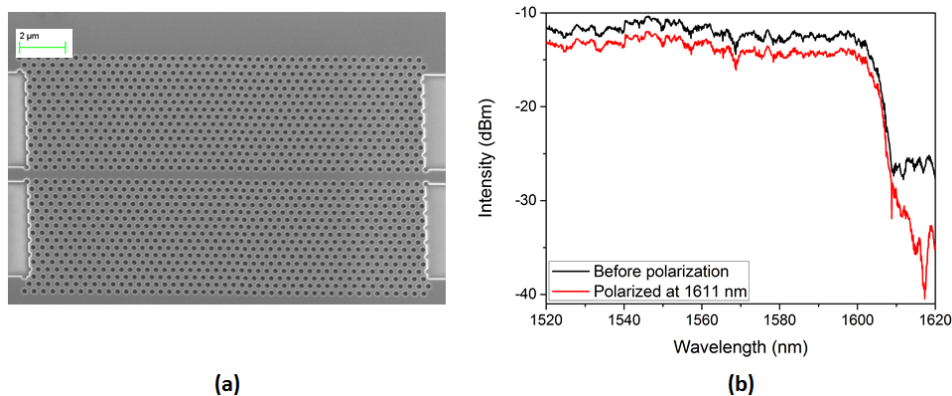 2 µm
(a)
-10
-20
-30
-40
Intensity (dBm)
Before polarization
Polarized at 1611 nm
1520
1540
1560
1580
1600
1620
Wavelength (nm)
(b)